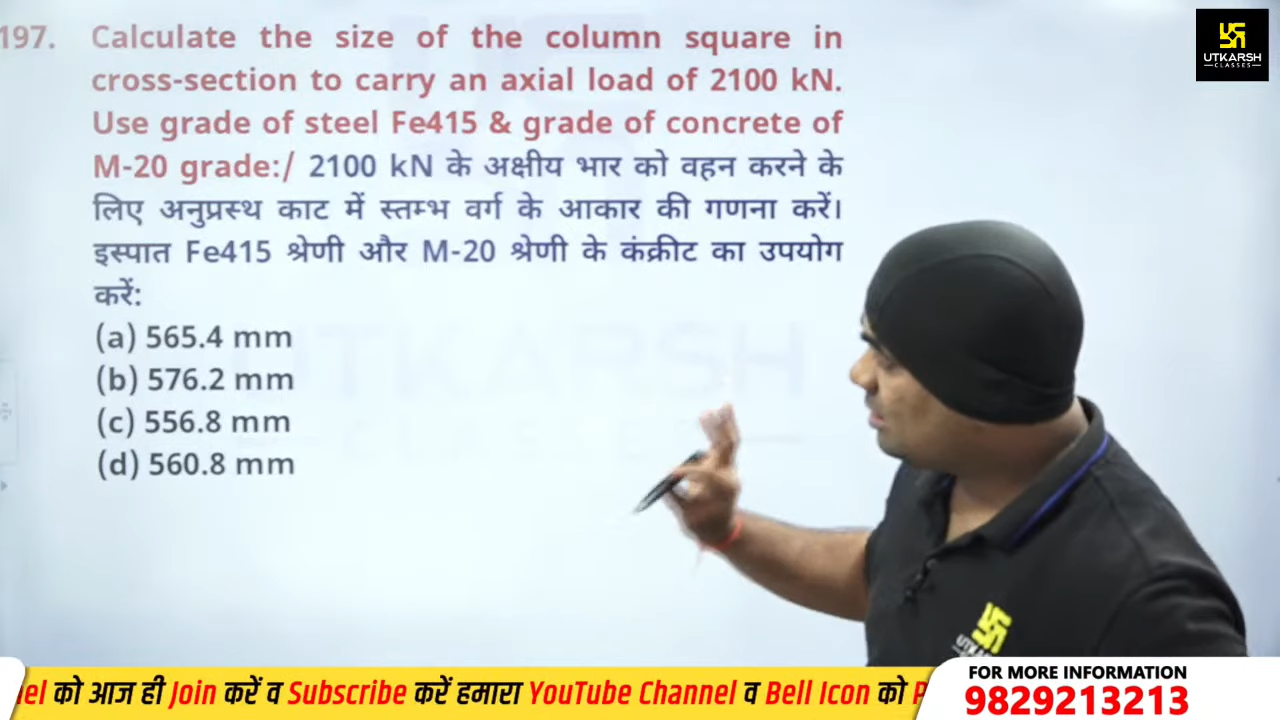 UTKARSH
CLASSES
197. Calculate the size of the column square in
cross-section to carry an axial load of 2100 kN.
Use grade of steel Fe415 & grade of concrete of
M-20 grade:/ 2100 kN के अक्षीय भार को वहन करने के
लिए अनुप्रस्थ काट में स्तम्भ वर्ग के आकार की गणना करें।
इस्पात Fe415 श्रेणी और M-20 श्रेणी के कंक्रीट का उपयोग
करें:
(a) 565.4 mm
(b) 576.2 mm
(c) 556.8 mm
(d) 560.8 mm
UTKARSH
CLASSES
को आज ही Join करें व Subscribe करें हमारा YouTube Channel व Bell Icon को
FOR MORE INFORMATION
9829213213